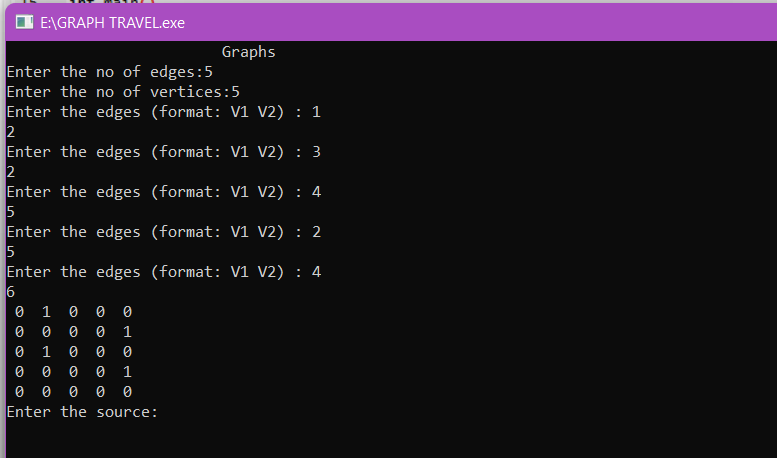 int main()
E:\GRAPH TRAVEL.exe
Graphs
Enter the no of edges:5
Enter the no of vertices:5
Enter the edges (format: V1 V2) : 1
2
Enter the edges (format: V1 V2) : 3
2
Enter the edges (format: V1 V2) : 4
5
Enter the edges (format: V1 V2) : 2
5
Enter the edges (format: V1 V2) : 4
6
0 1 0 0 0
0 0 0 0 1
0 1 0 0 0
0 0 0 0 1
0 0 0 0 0
Enter the source: